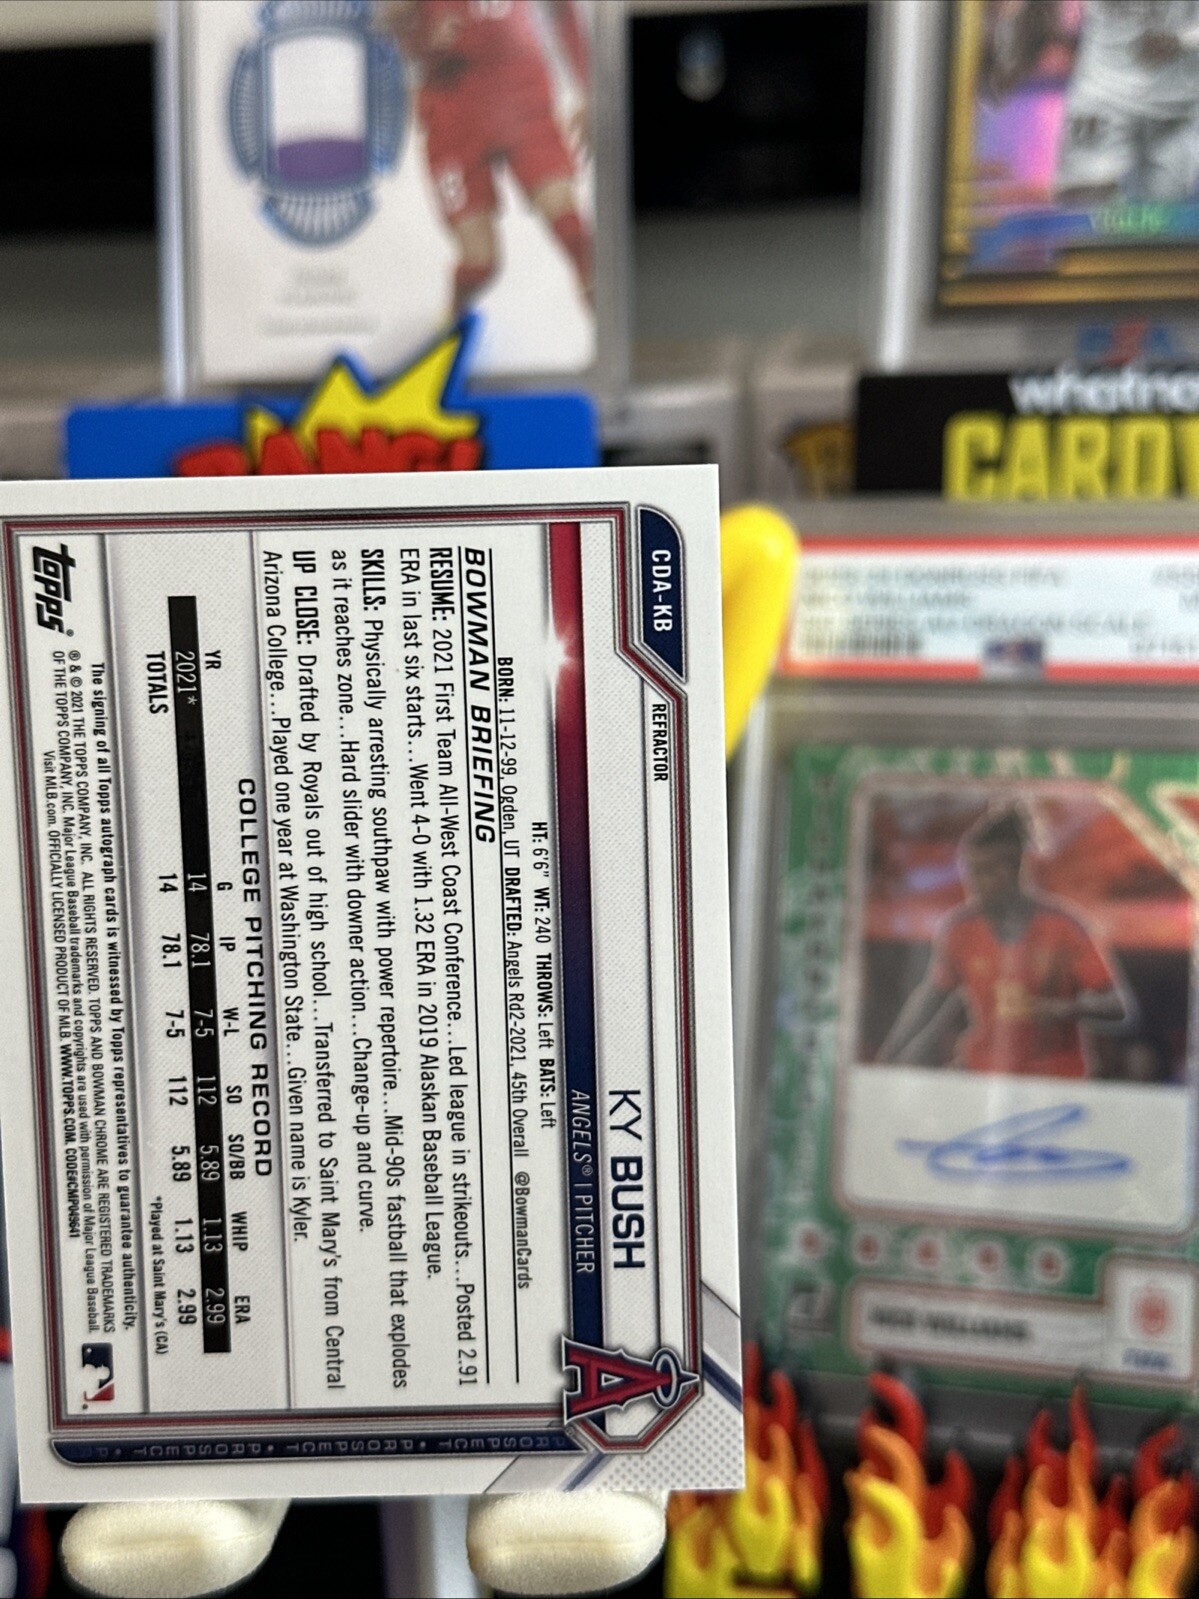 CDA-KB
REFRACTOR
KY BUSH
ANGELS® | PITCHER
HT: 6'6" WT: 240 THROWS: Left BATS: Left
BORN: 11-12-99, Ogden, UT DRAFTED: Angels Rd2-2021, 45th Overall @BowmanCards
BOWMAN BRIEFING
RESUME: 2021 First Team All-West Coast Conference...Led league in strikeouts...Posted 2.91
ERA in last six starts...Went 4-0 with 1.32 ERA in 2019 Alaskan Baseball League.
SKILLS: Physically arresting southpaw with power repertoire...Mid-90s fastball that explodes
as it reaches zone...Hard slider with downer action...Change-up and curve.
UP CLOSE: Drafted by Royals out of high school...Transferred to Saint Mary's from Central
Arizona College...Played one year at Washington State...Given name is Kyler.
COLLEGE PITCHING RECORD
YR G IP W-L SO SO/BB WHIP ERA
2021* 14 78.1 7-5 112 5.89 1.13 2.99
TOTALS 14 78.1 7-5 112 5.89 1.13 2.99
*Played at Saint Mary's (CA)
The signing of all Topps autograph cards is witnessed by Topps representatives to guarantee authenticity.
® & © 2021 THE TOPPS COMPANY, INC. ALL RIGHTS RESERVED. TOPPS AND BOWMAN CHROME ARE REGISTERED TRADEMARKS
OF THE TOPPS COMPANY, INC. Major League Baseball trademarks and copyrights are used with permission of Major League Baseball.
Visit MLB.com. OFFICIALLY LICENSED PRODUCT OF MLB. WWW.TOPPS.COM. CODE#CMP049641
topps®
PROSPECT • PROSPECT • PROSPECT
BANG!
whatno
CARDV